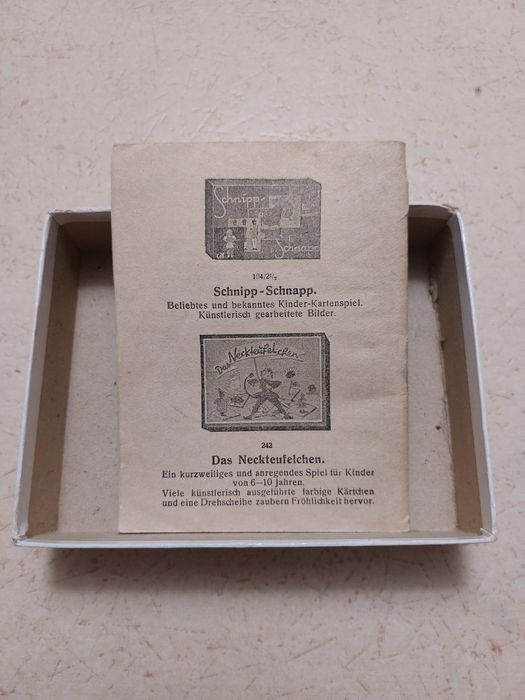 Schnipp-
Schnapp
104/2½
Schnipp-Schnapp.
Beliebtes und bekanntes Kinder-Kartenspiel.
Künstlerisch gearbeitete Bilder.
Das Neckteufelchen
242
Das Neckteufelchen.
Ein kurzweiliges und anregendes Spiel für Kinder
von 6—10 Jahren.
Viele künstlerisch ausgeführte farbige Kärtchen
und eine Drehscheibe zaubern Fröhlichkeit hervor.